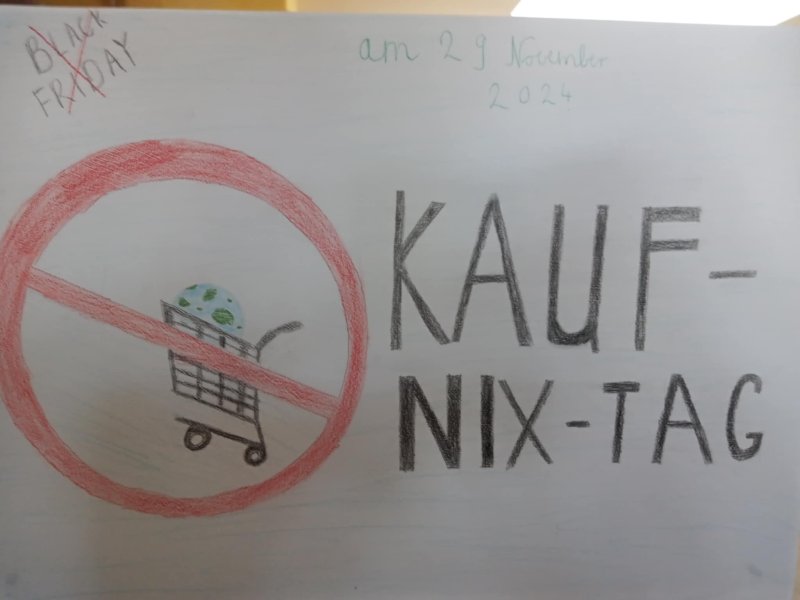 BLACK
FRIDAY
am 29 November
2024
KAUF-
NIX-TAG